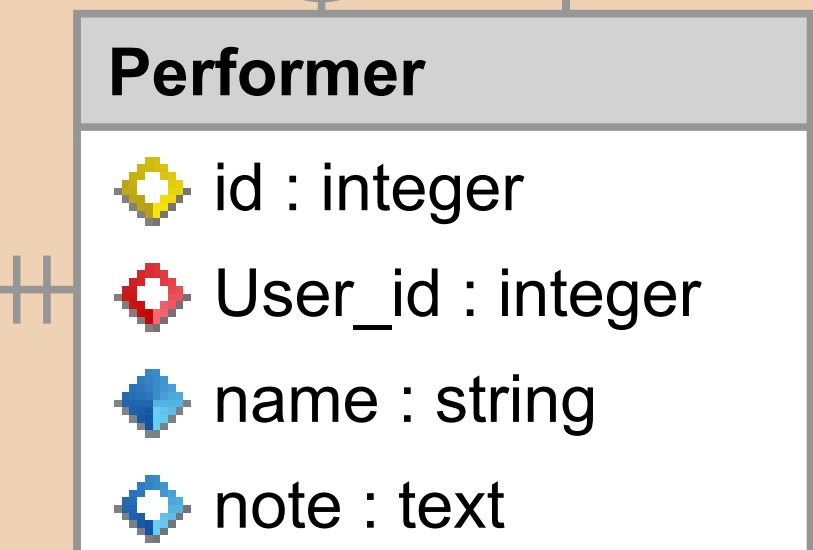 Performer
id : integer
User_id : integer
name : string
note : text